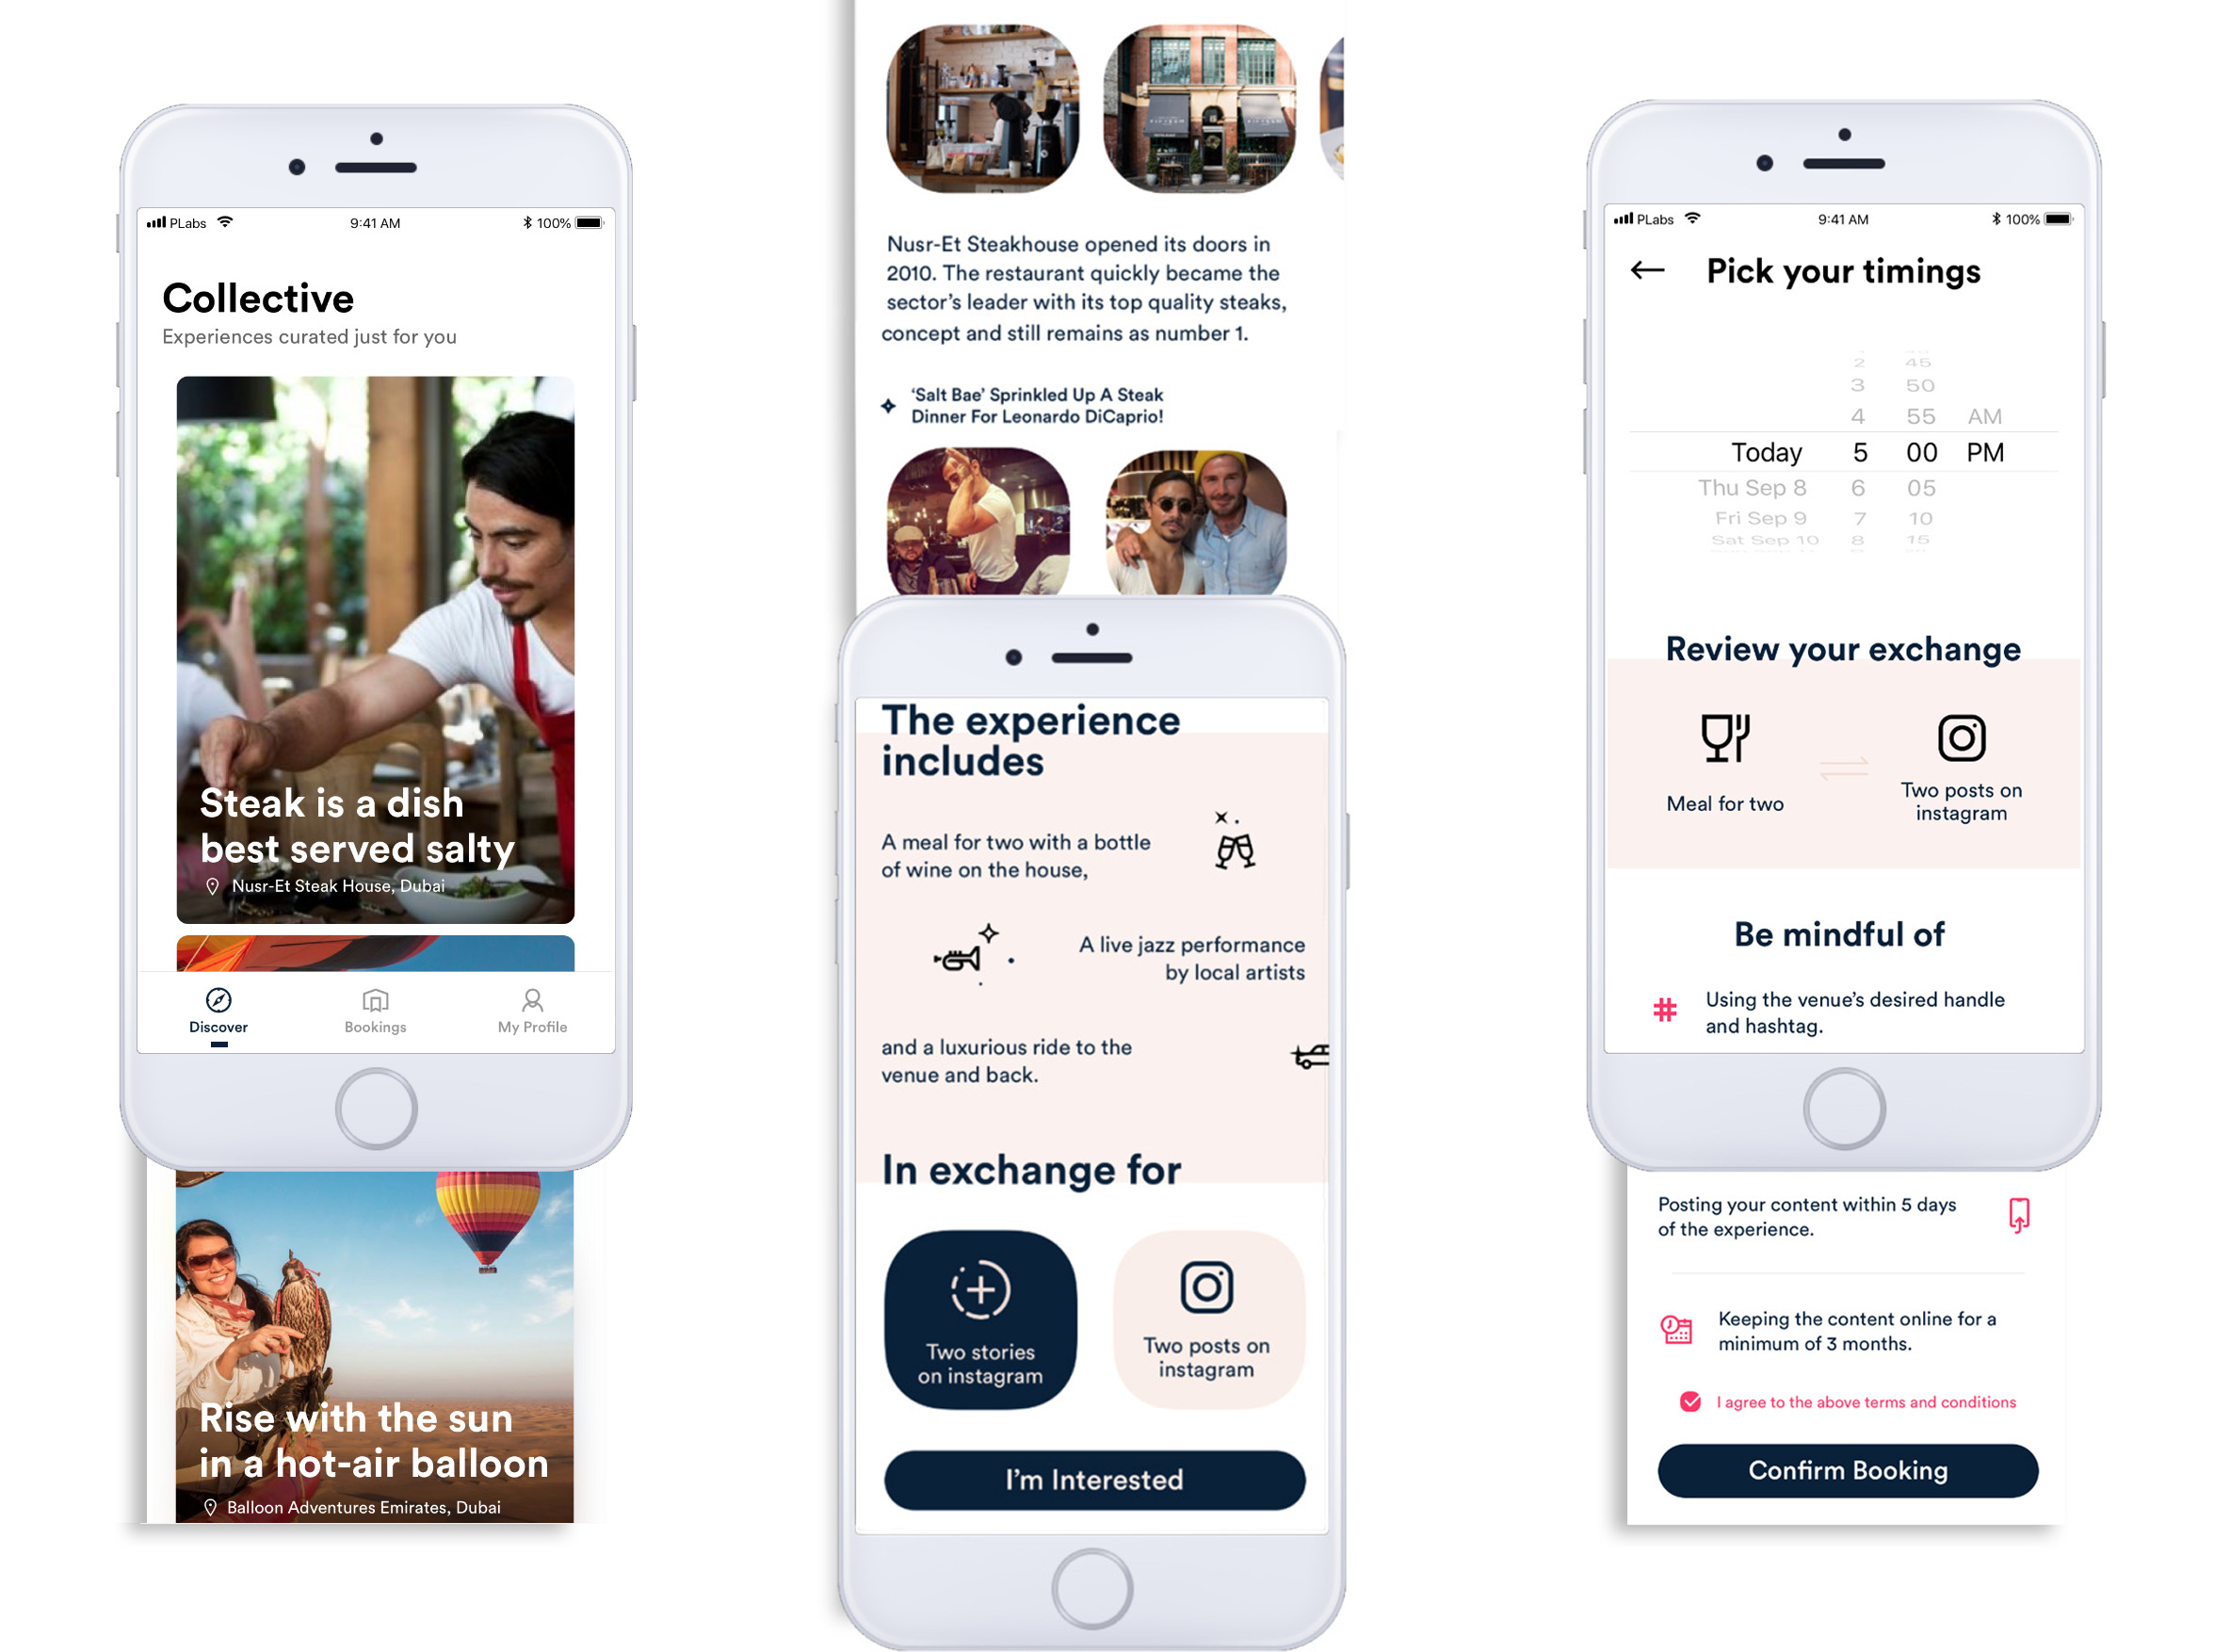 PLabs
9:41 AM
100%
Collective
Experiences curated just for you
Steak is a dish
best served salty
Nusr-Et Steak House, Dubai
Discover
Bookings
My Profile
Rise with the sun
in a hot-air balloon
Balloon Adventures Emirates, Dubai
Nusr-Et Steakhouse opened its doors in
2010. The restaurant quickly became the
sector’s leader with its top quality steaks,
concept and still remains as number 1.
‘Salt Bae’ Sprinkled Up A Steak
Dinner For Leonardo DiCaprio!
The experience
includes
A meal for two with a bottle
of wine on the house,
A live jazz performance
by local artists
and a luxurious ride to the
venue and back.
In exchange for
Two stories
on instagram
Two posts on
instagram
I’m Interested
PLabs
9:41 AM
100%
Pick your timings
2 45
3 50
4 55 AM
Today 5 00 PM
Thu Sep 8 6 05
Fri Sep 9 7 10
Sat Sep 10 8 15
Review your exchange
Meal for two
Two posts on
instagram
Be mindful of
Using the venue’s desired handle
and hashtag.
Posting your content within 5 days
of the experience.
Keeping the content online for a
minimum of 3 months.
I agree to the above terms and conditions
Confirm Booking